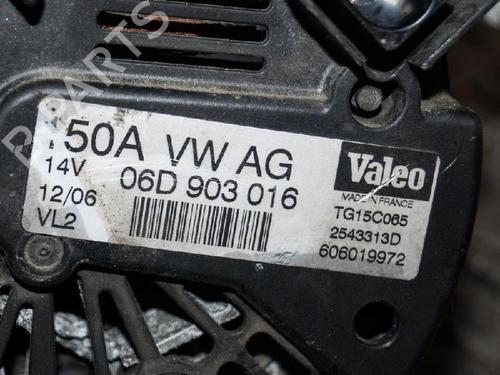 150A VW AG
14V
06D 903 016
12/06
VL2
Valeo
MADE IN FRANCE
TG15C065
2543313D
606019972